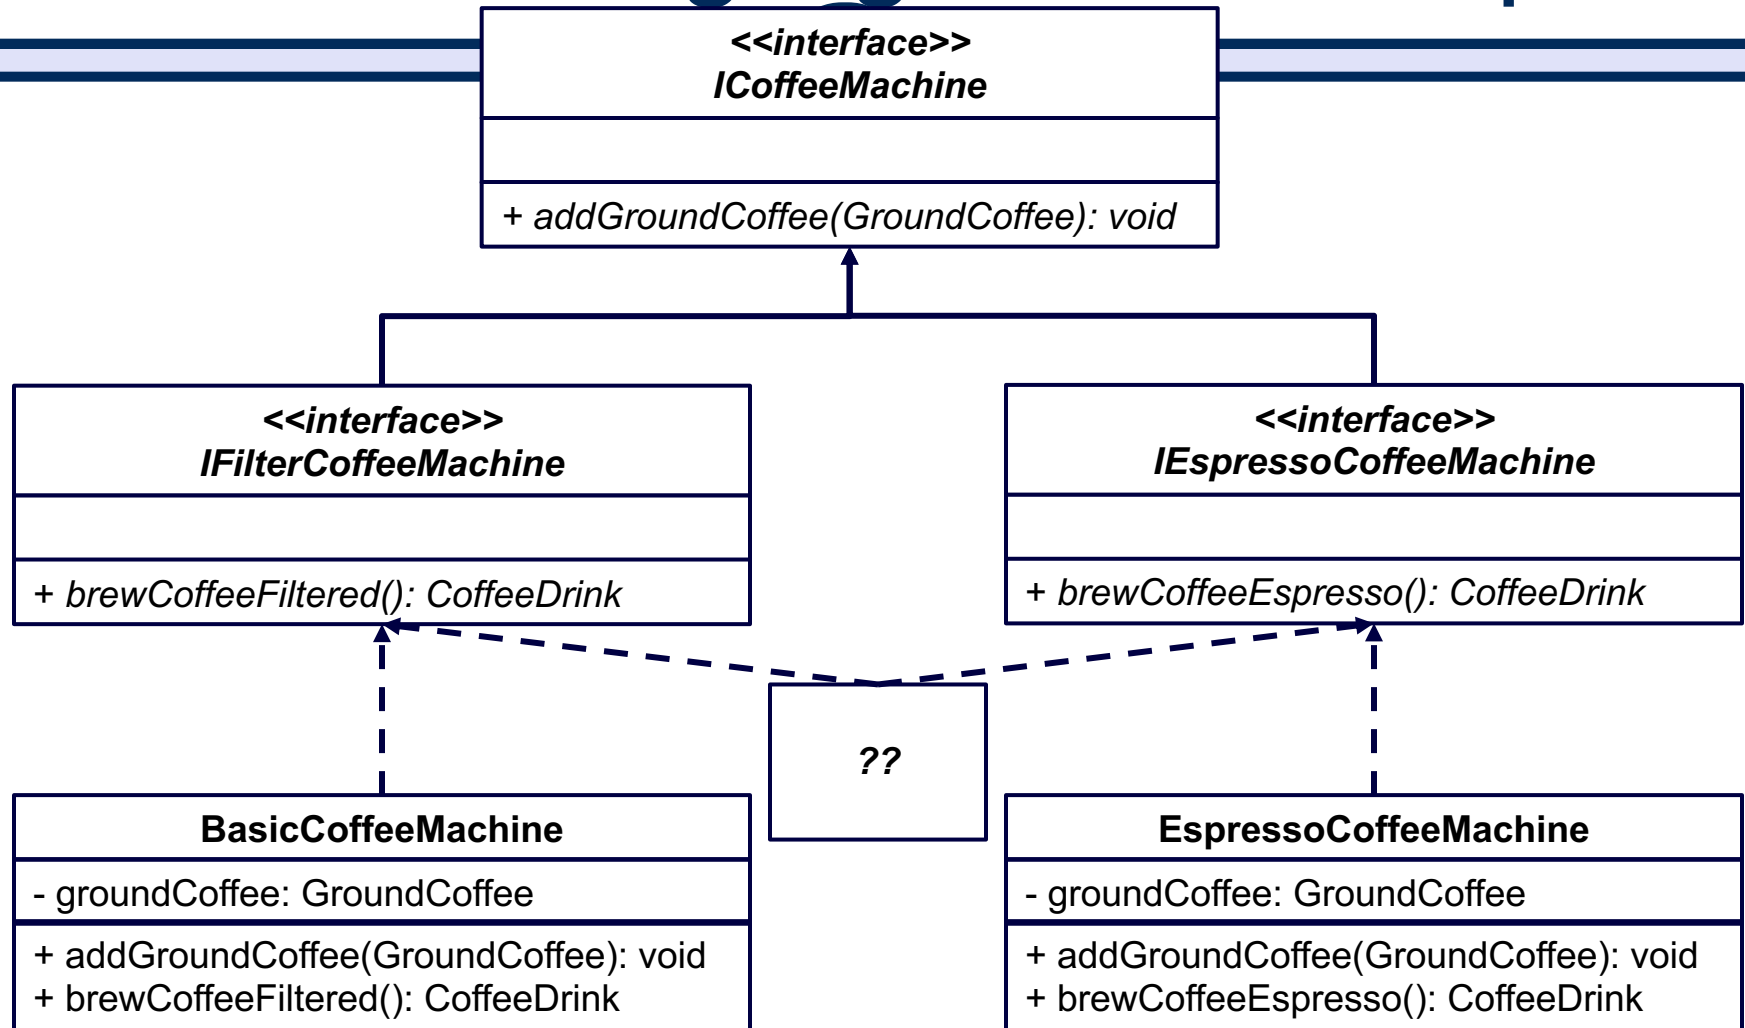 <<interface>>
ICoffeeMachine
+ addGroundCoffee(GroundCoffee): void
<<interface>>
IFilterCoffeeMachine
+ brewCoffeeFiltered(): CoffeeDrink
<<interface>>
IEspressoCoffeeMachine
+ brewCoffeeEspresso(): CoffeeDrink
??
BasicCoffeeMachine
- groundCoffee: GroundCoffee
+ addGroundCoffee(GroundCoffee): void
+ brewCoffeeFiltered(): CoffeeDrink
EspressoCoffeeMachine
- groundCoffee: GroundCoffee
+ addGroundCoffee(GroundCoffee): void
+ brewCoffeeEspresso(): CoffeeDrink